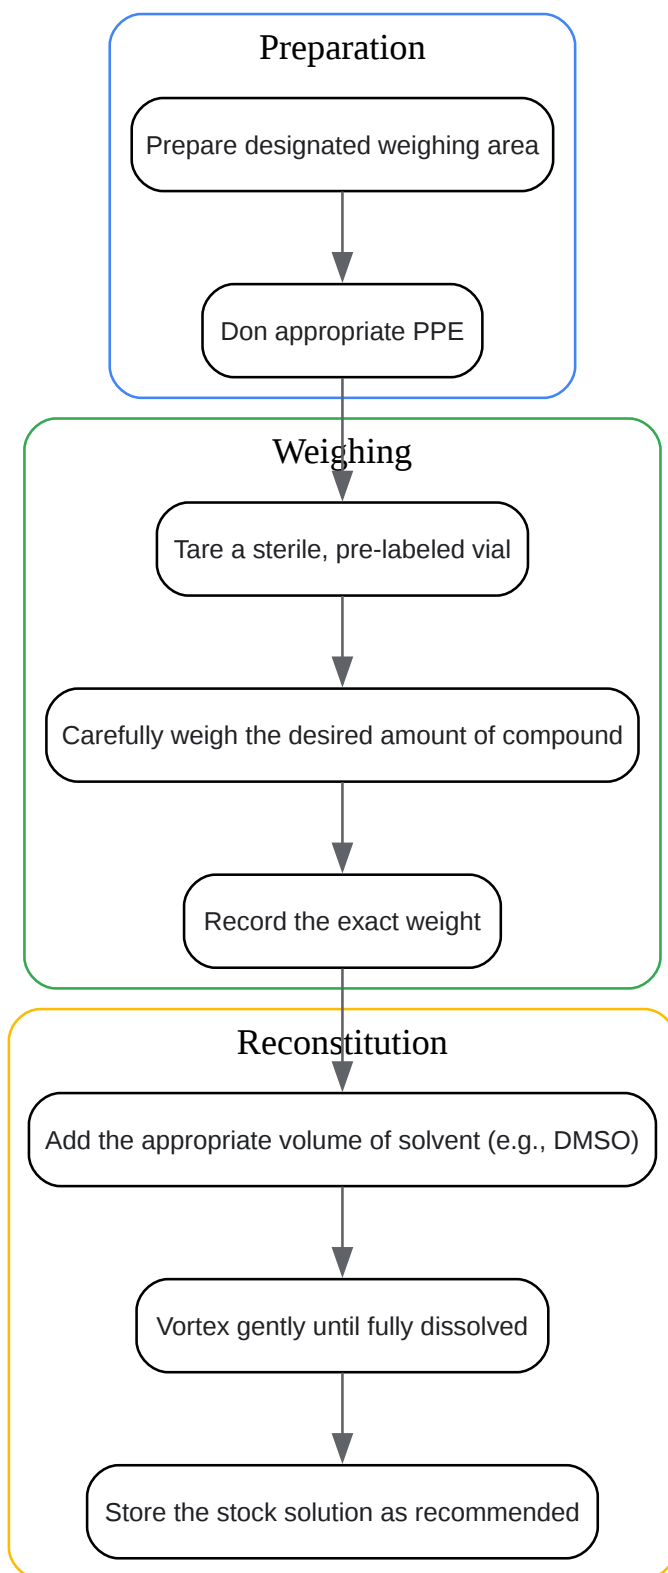 Preparation
Prepare designated weighing area
Don appropriate PPE
Weighing
Tare a sterile, pre-labeled vial
Carefully weigh the desired amount of compound
Record the exact weight
Reconstitution
Add the appropriate volume of solvent (e.g., DMSO)
Vortex gently until fully dissolved
Store the stock solution as recommended